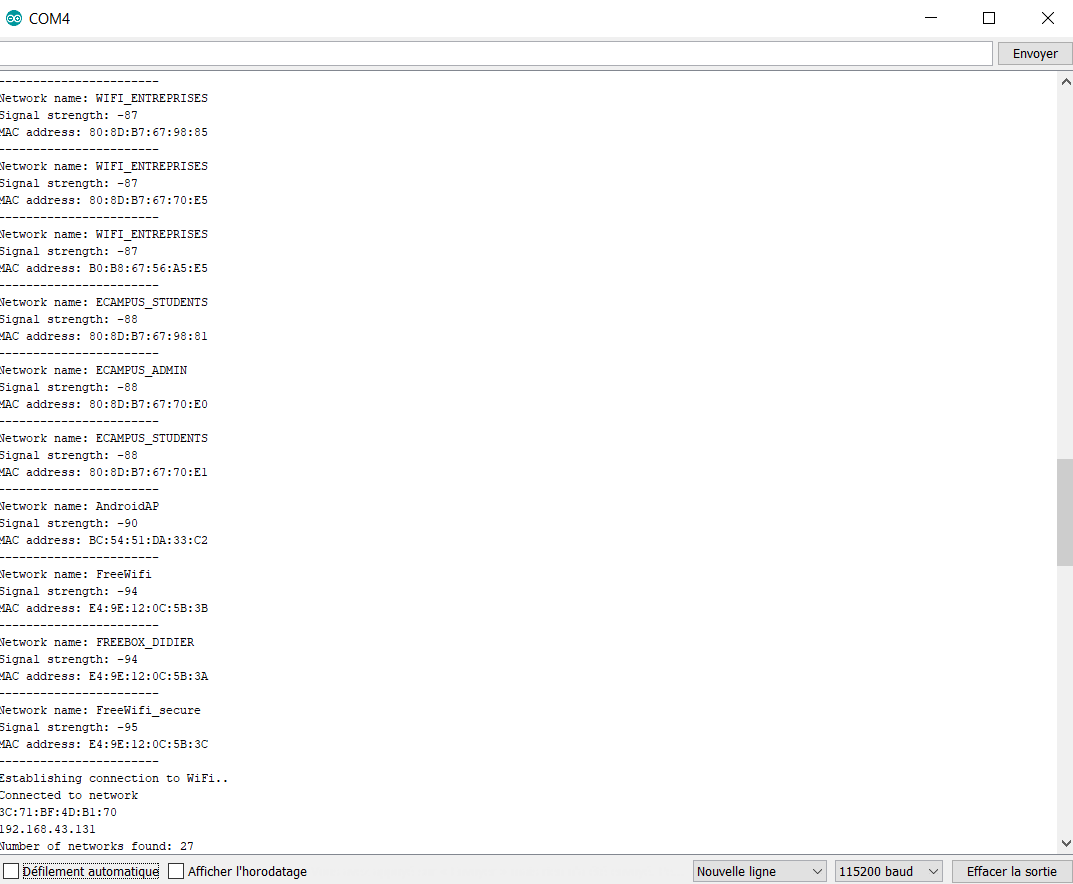 COM4
Envoyer
-----------------------
Network name: WIFI_ENTREPRISES
Signal strength: -87
MAC address: 80:8D:B7:67:98:85
-----------------------
Network name: WIFI_ENTREPRISES
Signal strength: -87
MAC address: 80:8D:B7:67:70:E5
-----------------------
Network name: WIFI_ENTREPRISES
Signal strength: -87
MAC address: B0:B8:67:56:A5:E5
-----------------------
Network name: ECAMPUS_STUDENTS
Signal strength: -88
MAC address: 80:8D:B7:67:98:81
-----------------------
Network name: ECAMPUS_ADMIN
Signal strength: -88
MAC address: 80:8D:B7:67:70:E0
-----------------------
Network name: ECAMPUS_STUDENTS
Signal strength: -88
MAC address: 80:8D:B7:67:70:E1
-----------------------
Network name: AndroidAP
Signal strength: -90
MAC address: BC:54:51:DA:33:C2
-----------------------
Network name: FreeWifi
Signal strength: -94
MAC address: E4:9E:12:0C:5B:3B
-----------------------
Network name: FREEBOX_DIDIER
Signal strength: -94
MAC address: E4:9E:12:0C:5B:3A
-----------------------
Network name: FreeWifi_secure
Signal strength: -95
MAC address: E4:9E:12:0C:5B:3C
-----------------------
Establishing connection to WiFi..
Connected to network
3C:71:BF:4D:B1:70
192.168.43.131
Number of networks found: 27
Défilement automatique Afficher l'horodatage Nouvelle ligne 115200 baud Effacer la sortie